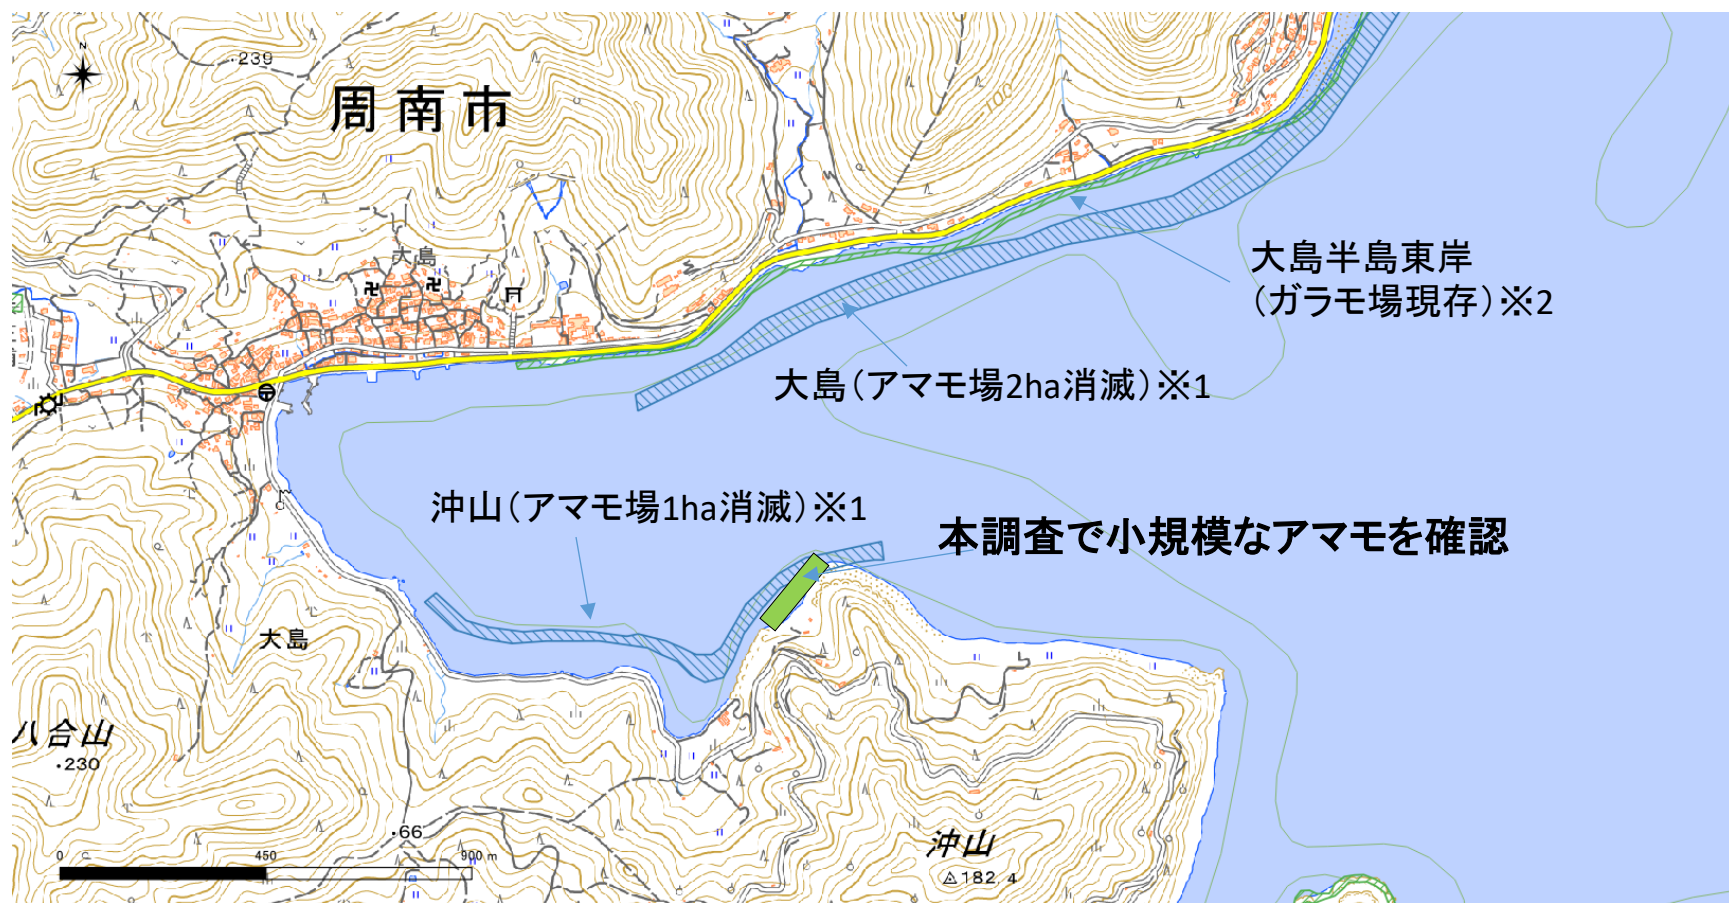 N
・239
周南市
100
大島
大島半島東岸
（ガラモ場現存）※2
大島（アマモ場2ha消滅）※1
沖山（アマモ場1ha消滅）※1
本調査で小規模なアマモを確認
大島
八合山
・230
・66
沖山
182.4
0 450 900 m